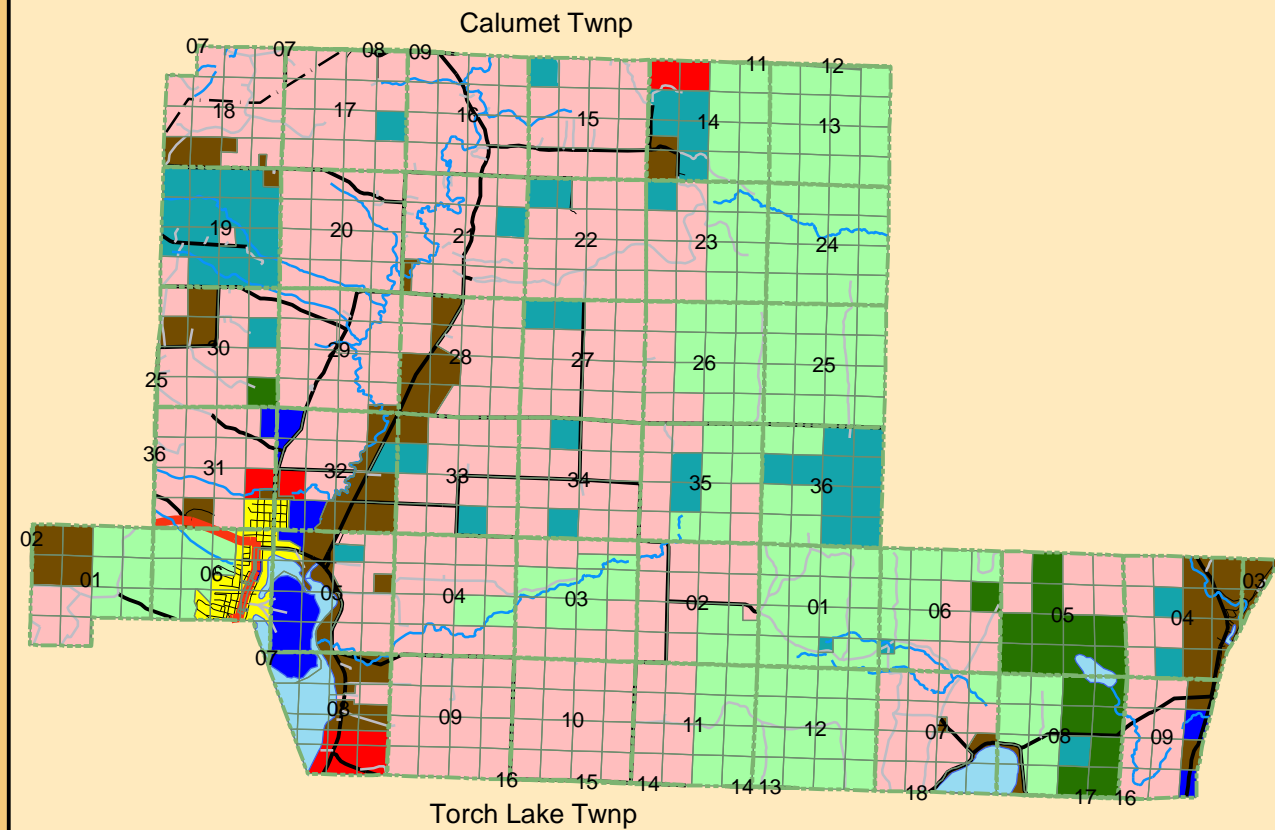 Calumet Twnp
07 07 08 09 11 12
18 17 16 15 14 13
19 20 21 22 23 24
30 29 28 27 26 25
25
36 31 32 33 34 35 36
02 01 06 05 04 03 02 01 06 05 04 03
07 08 09 10 11 12 07 08 09
16 15 14 14 13 18 17 16
Torch Lake Twnp